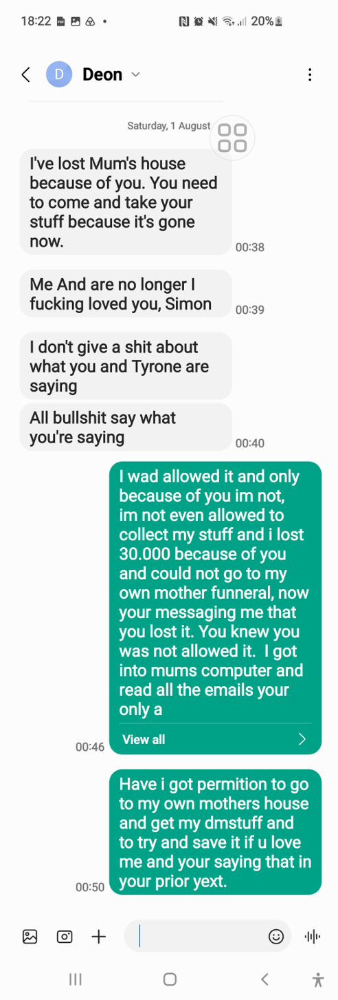 18:22
20%
D Deon
Saturday, 1 August
I've lost Mum's house
because of you. You need
to come and take your
stuff because it's gone
now.
00:38
Me And are no longer I
fucking loved you, Simon
00:39
I don't give a shit about
what you and Tyrone are
saying
All bullshit say what
you're saying
00:40
I wad allowed it and only
because of you im not,
im not even allowed to
collect my stuff and i lost
30.000 because of you
and could not go to my
own mother funneral, now
your messaging me that
you lost it. You knew you
was not allowed it.  I got
into mums computer and
read all the emails your
only a
View all
00:46
Have i got permition to go
to my own mothers house
and get my dmstuff and
to try and save it if u love
me and your saying that in
your prior yext.
00:50